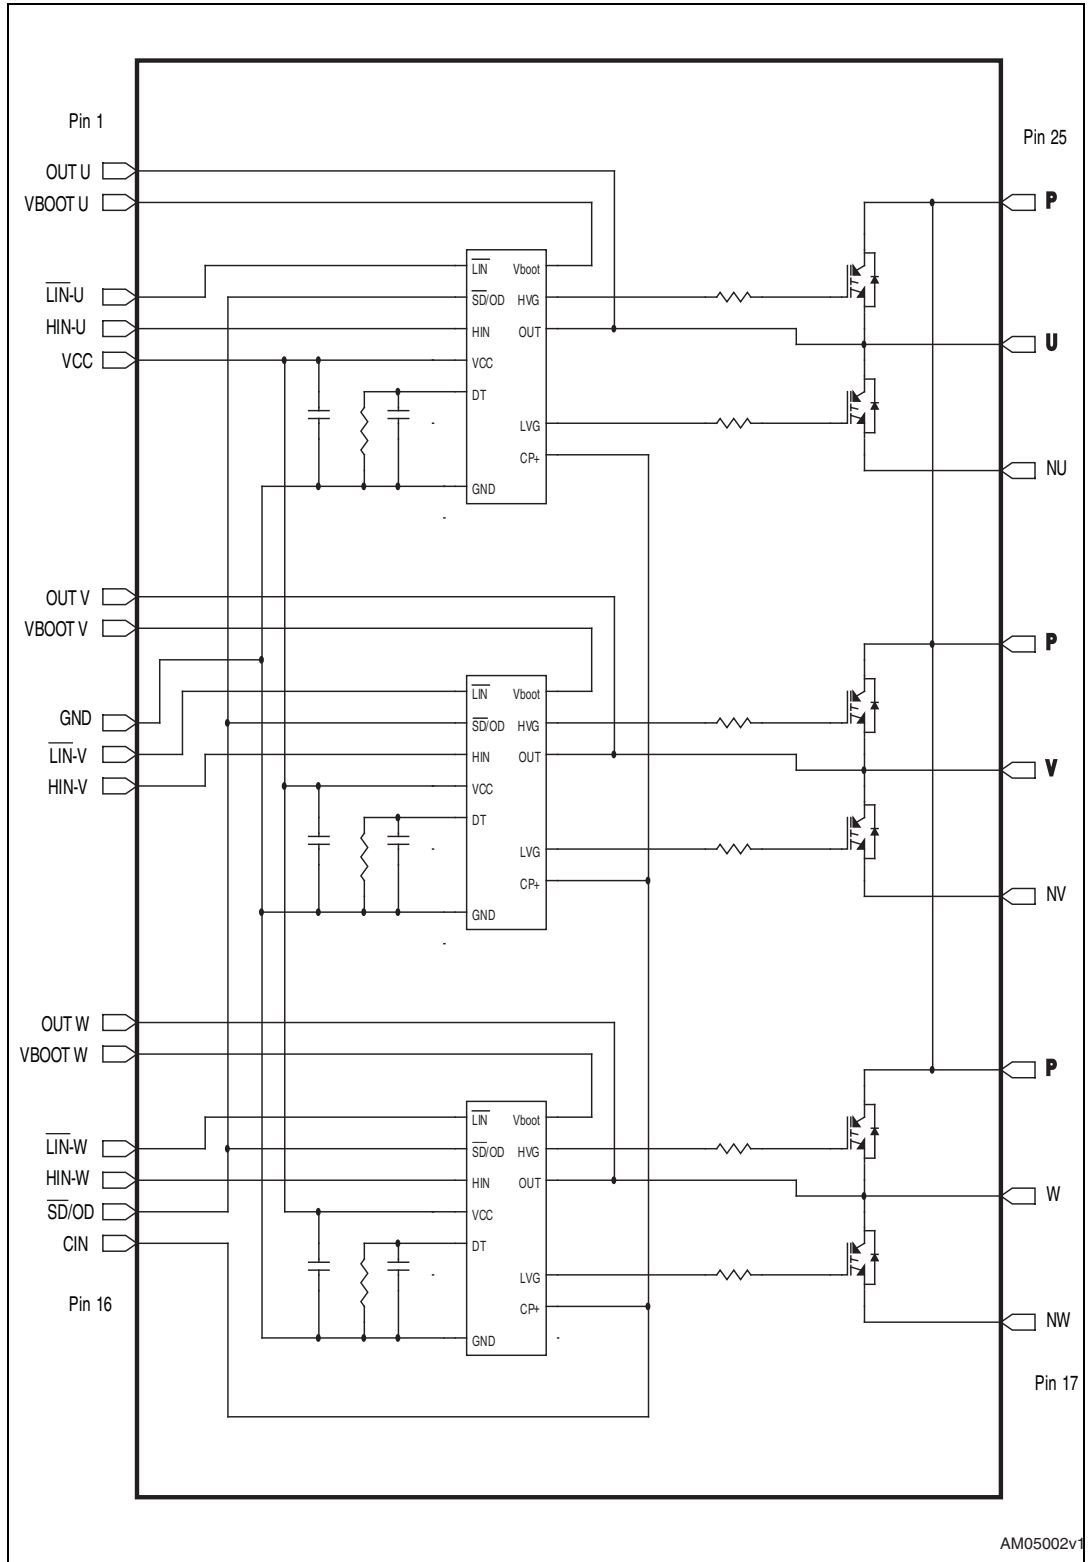 Pin 1
Pin 25
OUT U
VBOOT U
P
LIN
Vboot
LIN-U
SD/OD
HVG
HIN-U
HIN
OUT
U
VCC
VCC
DT
LVG
CP+
NU
GND
OUT V
VBOOT V
P
LIN
Vboot
GND
SD/OD
HVG
LIN-V
HIN
OUT
V
HIN-V
VCC
DT
LVG
CP+
NV
GND
OUT W
VBOOT W
P
LIN
Vboot
LIN-W
SD/OD
HVG
HIN-W
HIN
OUT
W
SD/OD
VCC
CIN
DT
LVG
Pin 16
CP+
NW
GND
Pin 17
AM05002v1